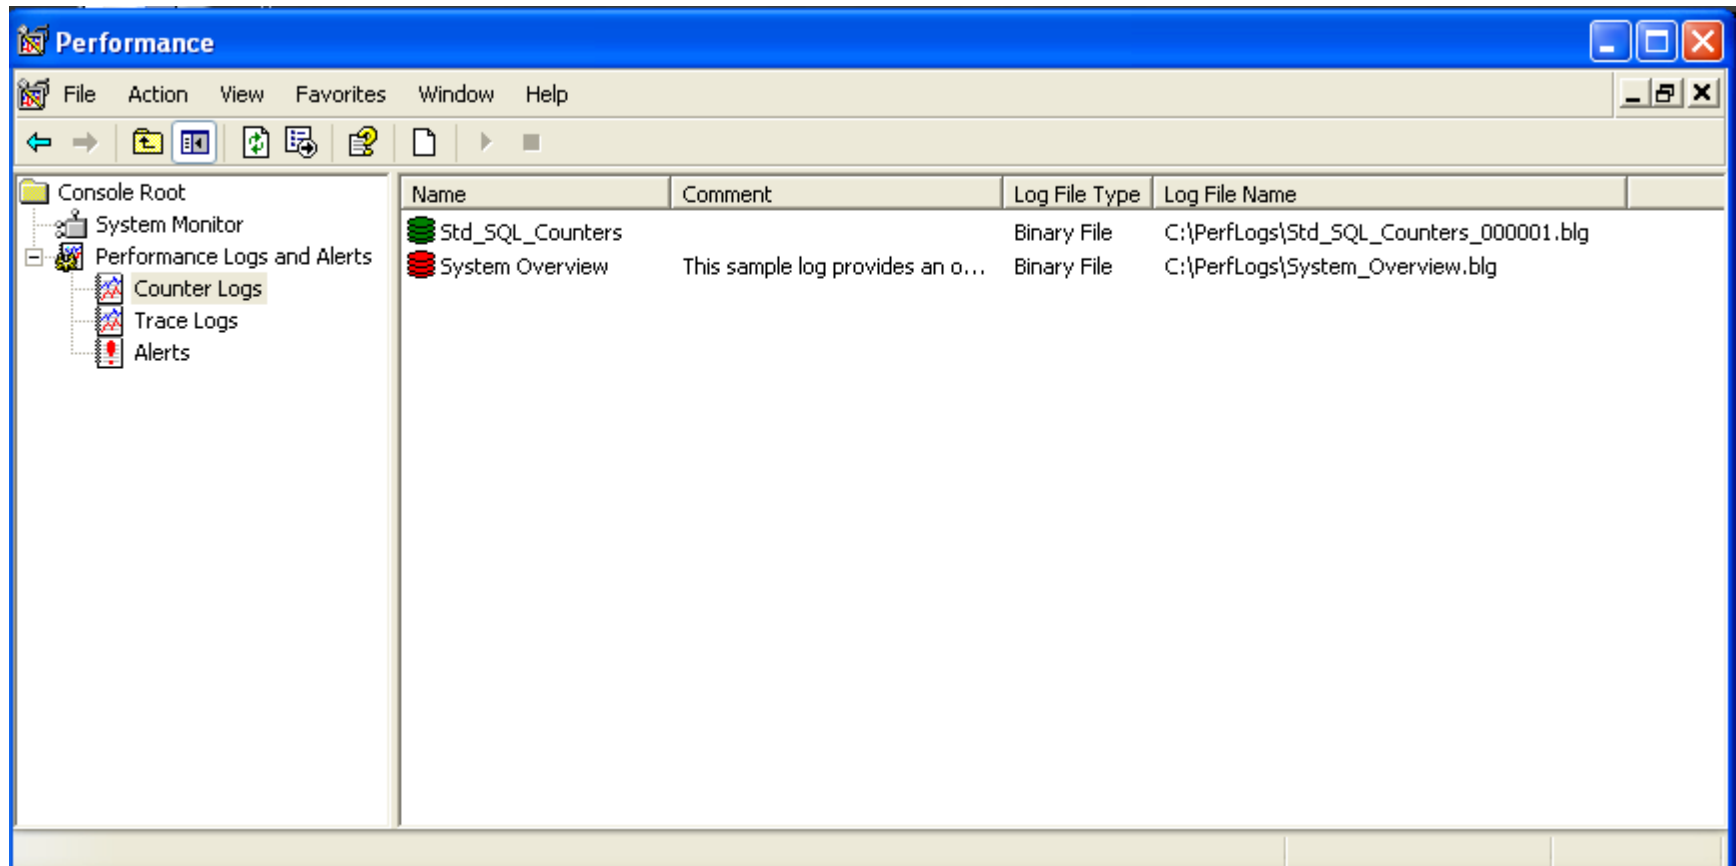 Performance
File Action View Favorites Window Help
Console Root
System Monitor
Performance Logs and Alerts
Counter Logs
Trace Logs
Alerts
Name Comment Log File Type Log File Name
Std_SQL_Counters Binary File C:\PerfLogs\Std_SQL_Counters_000001.blg
System Overview This sample log provides an o... Binary File C:\PerfLogs\System_Overview.blg